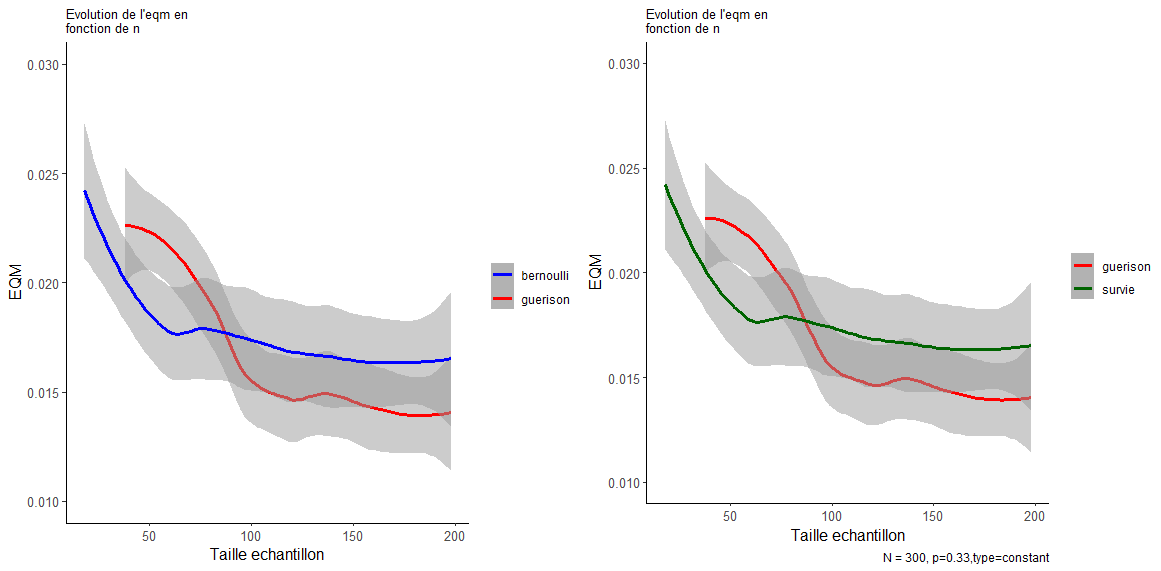 Evolution de l'eqm en
fonction de n
0.030
0.025
0.020
0.015
0.010
EQM
50
100
150
200
Taille echantillon
bernoulli
guerison
Evolution de l'eqm en
fonction de n
0.030
0.025
0.020
0.015
0.010
EQM
50
100
150
200
Taille echantillon
guerison
survie
N = 300, p=0.33,type=constant